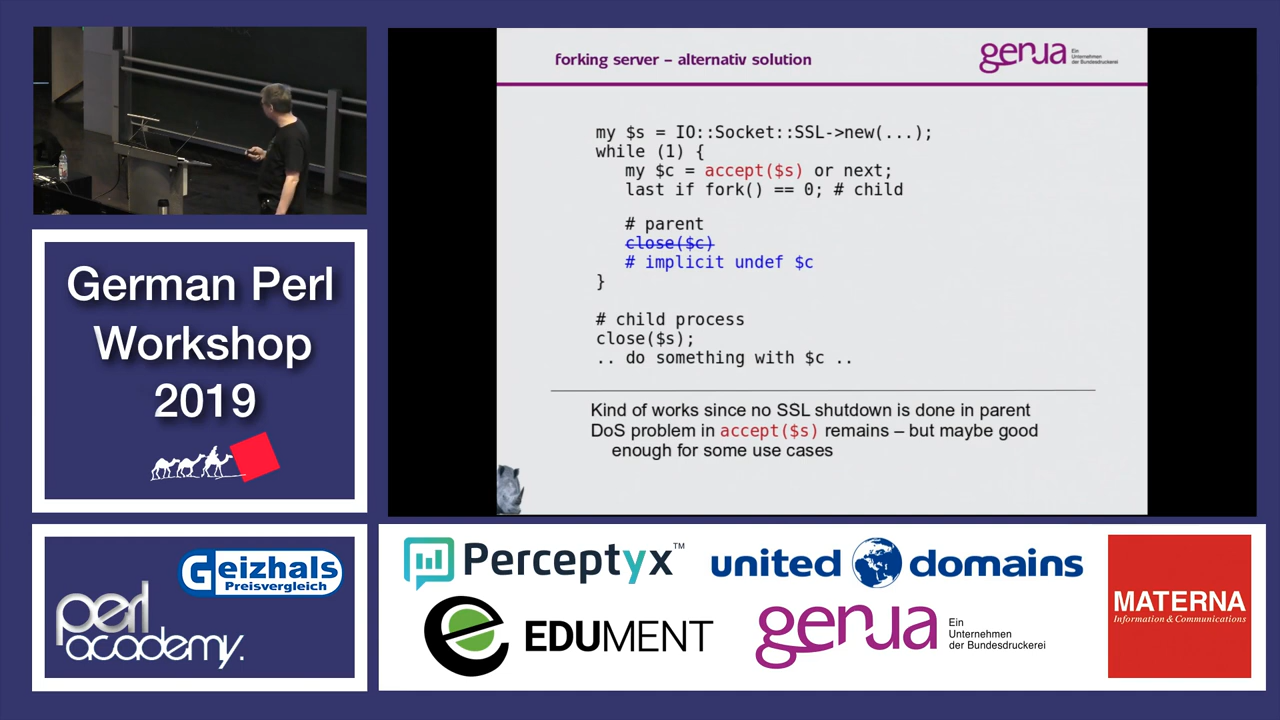 forking server – alternativ solution
genua
Ein
Unternehmen
der Bundesdruckerei
my $s = IO::Socket::SSL->new(...);
while (1) {
my $c = accept($s) or next;
last if fork() == 0; # child
# parent
close($c)
# implicit undef $c
}
# child process
close($s);
.. do something with $c ..
Kind of works since no SSL shutdown is done in parent
DoS problem in accept($s) remains – but maybe good
enough for some use cases
German Perl
Workshop
2019
Geizhals
Preisvergleich
perl
academy.
Perceptyx™
united domains
EDUMENT
genua
Ein
Unternehmen
der Bundesdruckerei
MATERNA
Information & Communications